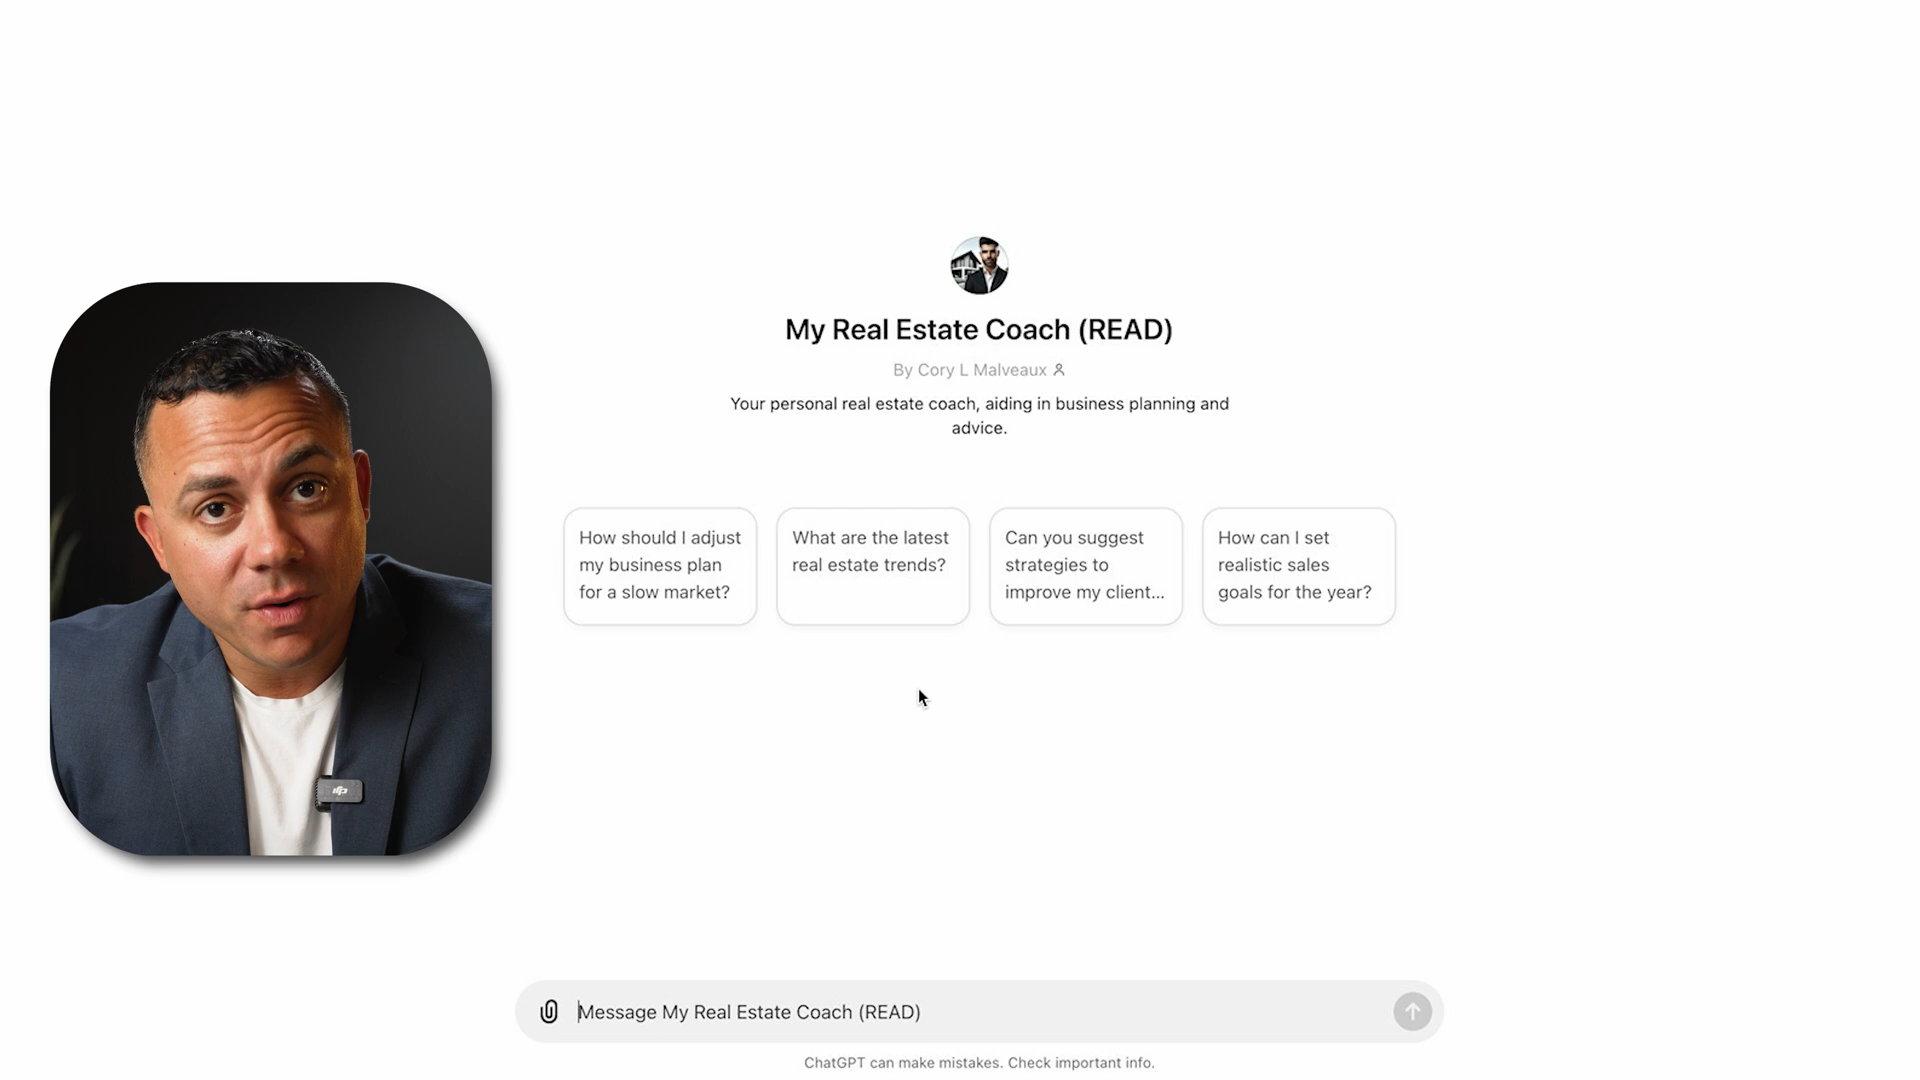 My Real Estate Coach (READ)
By Cory L Malveaux
Your personal real estate coach, aiding in business planning and
advice.
How should I adjust
my business plan
for a slow market?
What are the latest
real estate trends?
Can you suggest
strategies to
improve my client...
How can I set
realistic sales
goals for the year?
Message My Real Estate Coach (READ)
ChatGPT can make mistakes. Check important info.